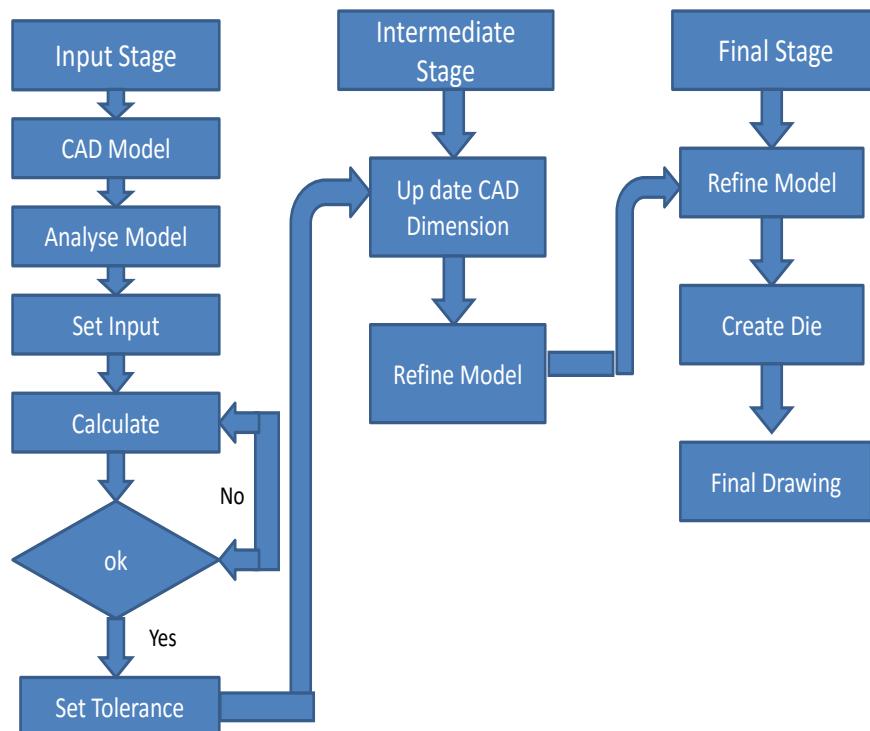 Input Stage
CAD Model
Analyse Model
Set Input
Calculate
No
ok
Yes
Set Tolerance
Intermediate
Stage
Up date CAD
Dimension
Refine Model
Final Stage
Refine Model
Create Die
Final Drawing